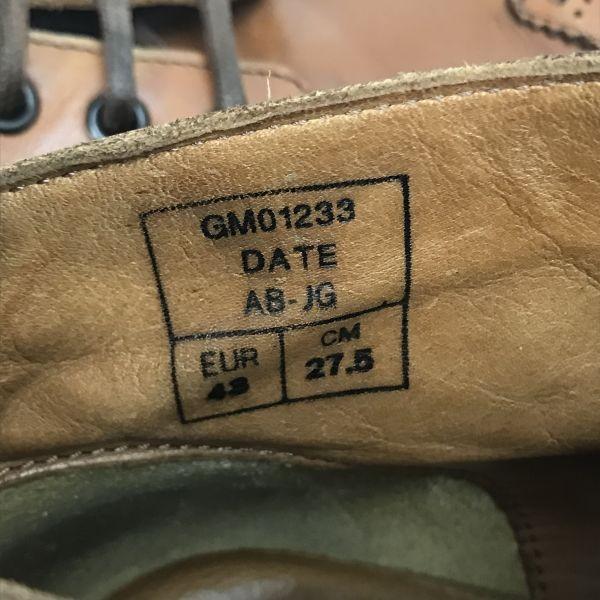 GM01233
DATE
AB-JG
EUR
43
CM
27.5